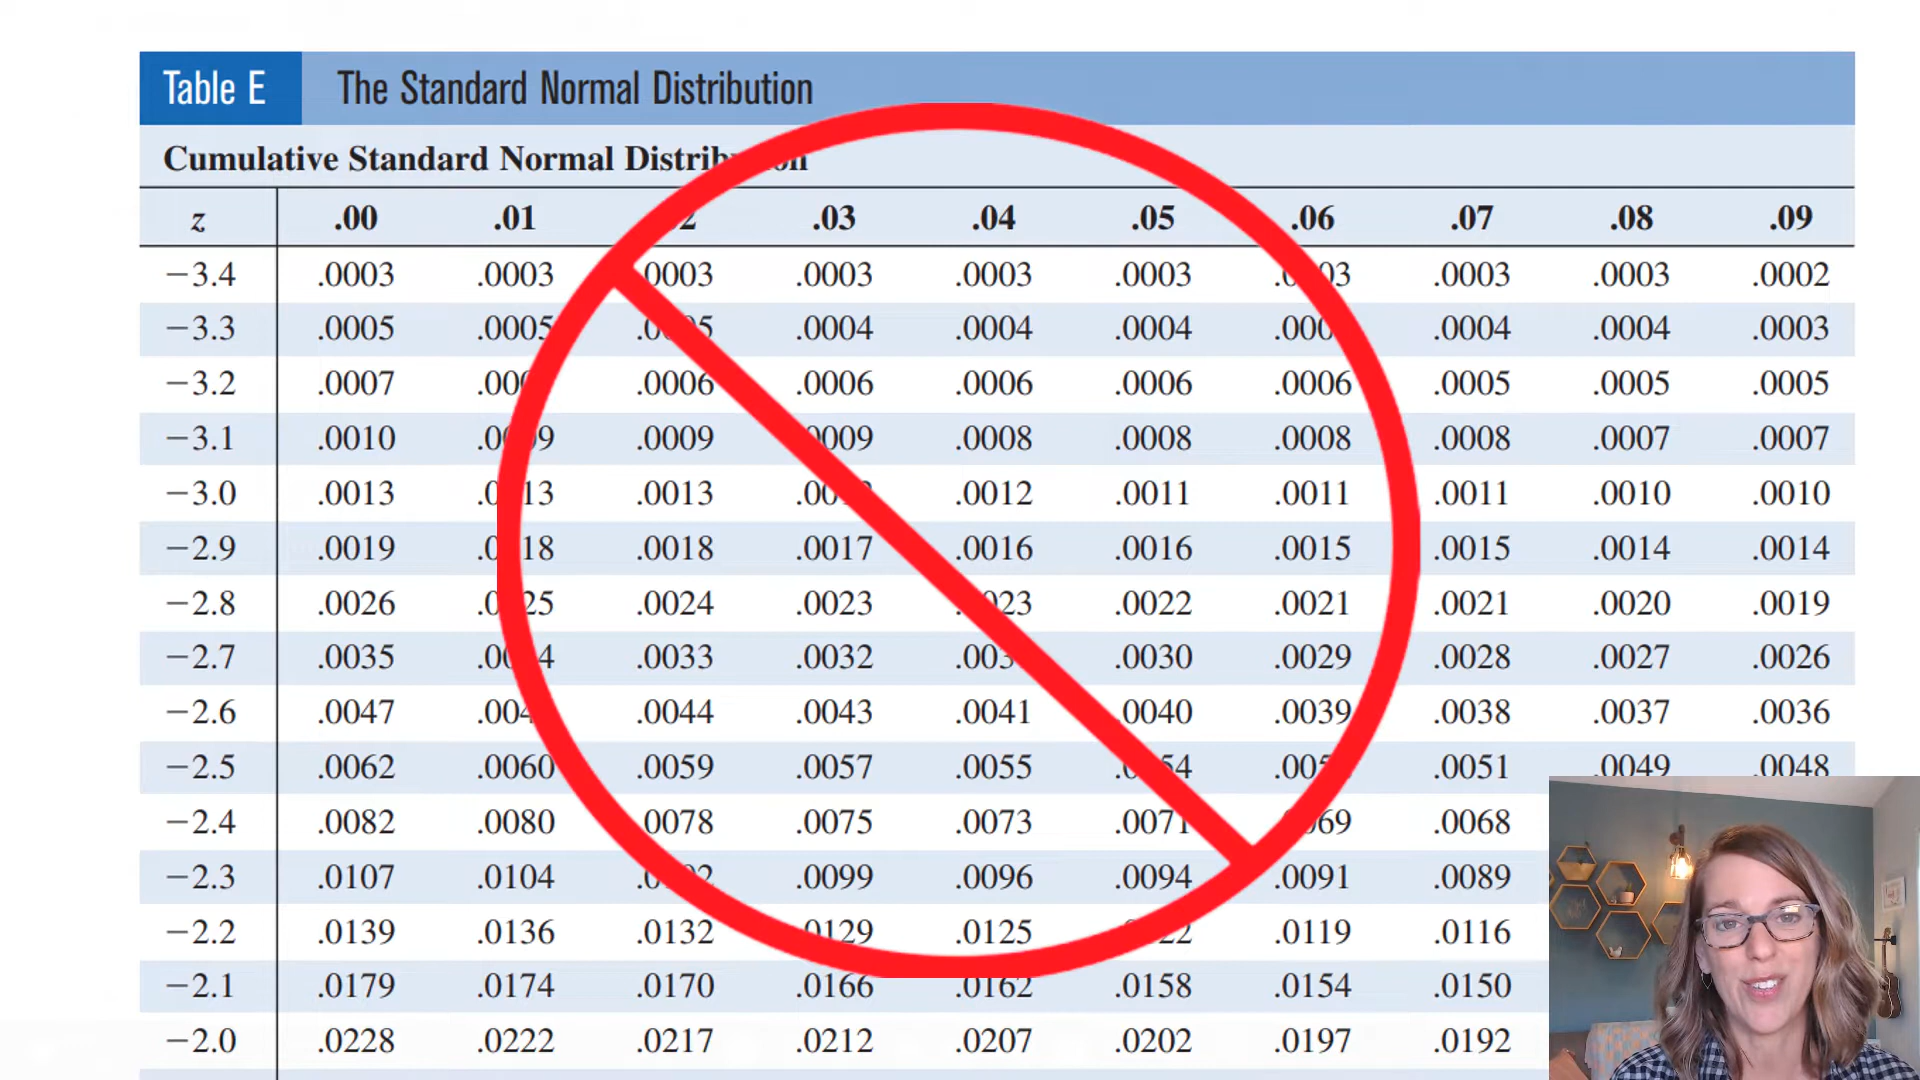 Table E The Standard Normal Distribution
Cumulative Standard Normal
z .00 .01 .03 .04 .05 .06 .07 .08 .09
−3.4 .0003 .0003 .0003 .0003 .0003 .0003 .0003 .0003 .0002
−3.3 .0005 .0005 .0004 .0004 .0004 .0004 .0004 .0003
−3.2 .0007 .0006 .0006 .0006 .0006 .0006 .0005 .0005 .0005
−3.1 .0010 .0009 .0009 .0008 .0008 .0008 .0008 .0007 .0007
−3.0 .0013 .0013 .0013 .0012 .0011 .0011 .0011 .0010 .0010
−2.9 .0019 .0018 .0018 .0017 .0016 .0016 .0015 .0015 .0014 .0014
−2.8 .0026 .0025 .0024 .0023 .0022 .0021 .0021 .0020 .0019
−2.7 .0035 .0033 .0032 .0030 .0029 .0028 .0027 .0026
−2.6 .0047 .0044 .0043 .0041 .0040 .0039 .0038 .0037 .0036
−2.5 .0062 .0060 .0059 .0057 .0055 .0051 .0049 .0048
−2.4 .0082 .0080 .0078 .0075 .0073 .0071 .0068
−2.3 .0107 .0104 .0099 .0096 .0094 .0091 .0089
−2.2 .0139 .0136 .0132 .0129 .0125 .0119 .0116
−2.1 .0179 .0174 .0170 .0166 .0162 .0158 .0154 .0150
−2.0 .0228 .0222 .0217 .0212 .0207 .0202 .0197 .0192